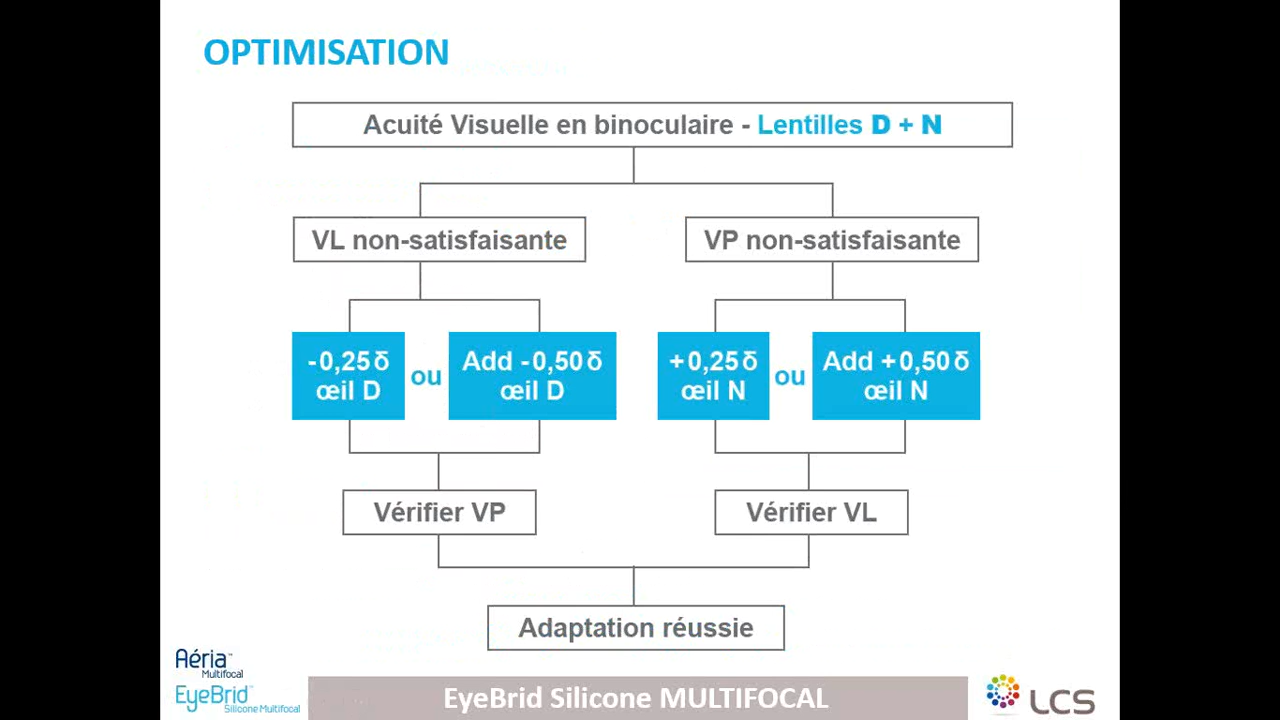 OPTIMISATION
Acuité Visuelle en binoculaire - Lentilles D + N
VL non-satisfaisante
VP non-satisfaisante
-0,25 δ
œil D
ou
Add -0,50 δ
œil D
+0,25 δ
œil N
ou
Add +0,50 δ
œil N
Vérifier VP
Vérifier VL
Adaptation réussie
Aéria™
Multifocal
EyeBrid™
Silicone Multifocal
EyeBrid Silicone MULTIFOCAL
LCS